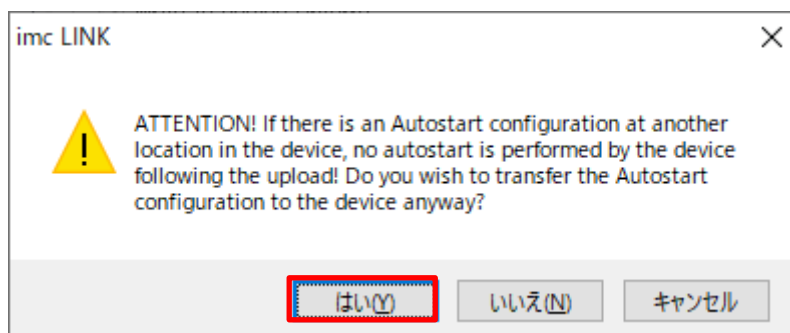 imc LINK
ATTENTION! If there is an Autostart configuration at another
location in the device, no autostart is performed by the device
following the upload! Do you wish to transfer the Autostart
configuration to the device anyway?
はい(Y)
いいえ(N)
キャンセル